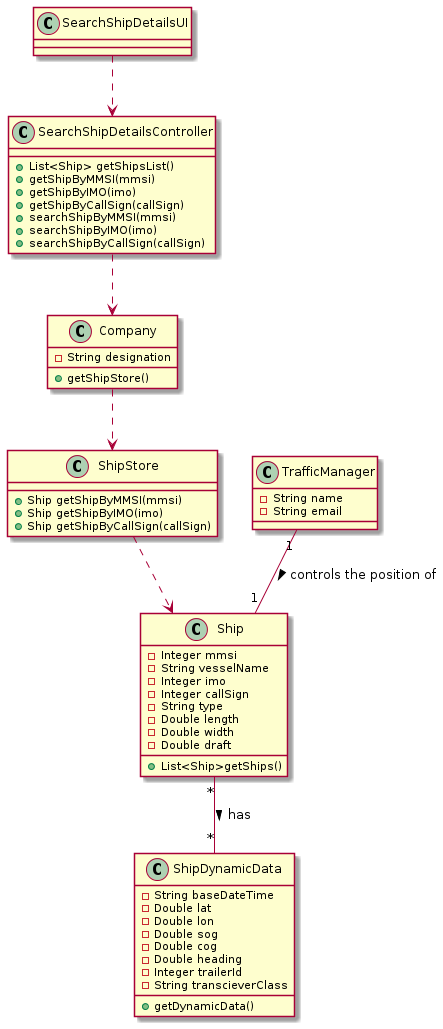 C SearchShipDetailsUI
C SearchShipDetailsController
List<Ship> getShipsList()
getShipByMMSI(mmsi)
getShipByIMO(imo)
getShipByCallSign(callSign)
searchShipByMMSI(mmsi)
searchShipByIMO(imo)
searchShipByCallSign(callSign)
C Company
String designation
getShipStore()
C ShipStore
Ship getShipByMMSI(mmsi)
Ship getShipByIMO(imo)
Ship getShipByCallSign(callSign)
C TrafficManager
String name
String email
1
controls the position of
1
C Ship
Integer mmsi
String vesselName
Integer imo
Integer callSign
String type
Double length
Double width
Double draft
List<Ship>getShips()
*
has
*
C ShipDynamicData
String baseDateTime
Double lat
Double lon
Double sog
Double cog
Double heading
Integer trailerId
String transcieverClass
getDynamicData()